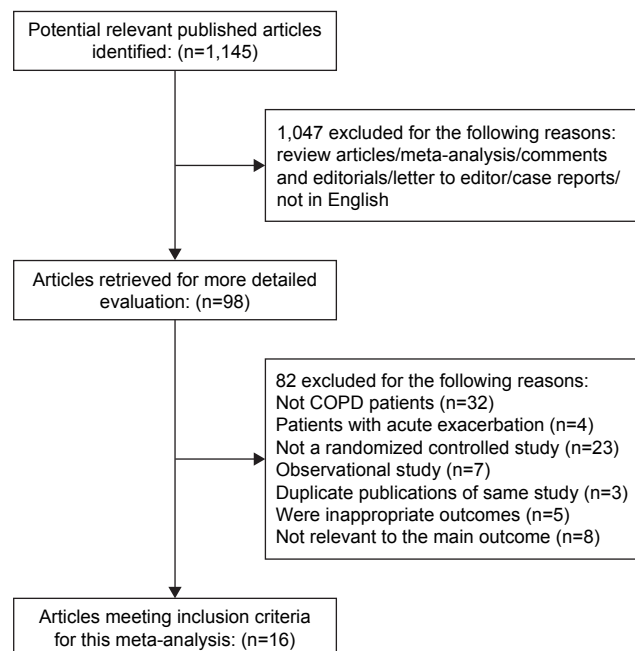 Potential relevant published articles
identified: (n=1,145)
1,047 excluded for the following reasons:
review articles/meta-analysis/comments
and editorials/letter to editor/case reports/
not in English
Articles retrieved for more detailed
evaluation: (n=98)
82 excluded for the following reasons:
Not COPD patients (n=32)
Patients with acute exacerbation (n=4)
Not a randomized controlled study (n=23)
Observational study (n=7)
Duplicate publications of same study (n=3)
Were inappropriate outcomes (n=5)
Not relevant to the main outcome (n=8)
Articles meeting inclusion criteria
for this meta-analysis: (n=16)